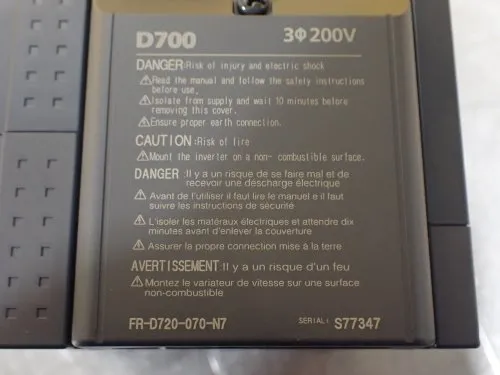 D700 3Φ200V
DANGER:Risk of injury and electric shock
Read the manual and follow the safety instructions
before use.
Isolate from supply and wait 10 minutes before
removing this cover.
Ensure proper earth connection.
CAUTION:Risk of fire
Mount the inverter on a non- combustible surface.
DANGER :Il y a un risque de se faire mal et de
recevoir une descharge électrique
Avant de l'utiliser il faut lire le manuel e il faut
suivre les instructions de sécurité
L'isoler les matéraux électriques et attendre dix
minutes avant d'enlever la couverture
Assurer la propre connection mise à la terre
AVERTISSEMENT:Il y a un risque d'un feu
Montez le variateur de vitesse sur une surface
non-combustible
FR-D720-070-N7 SERIAL: S77347